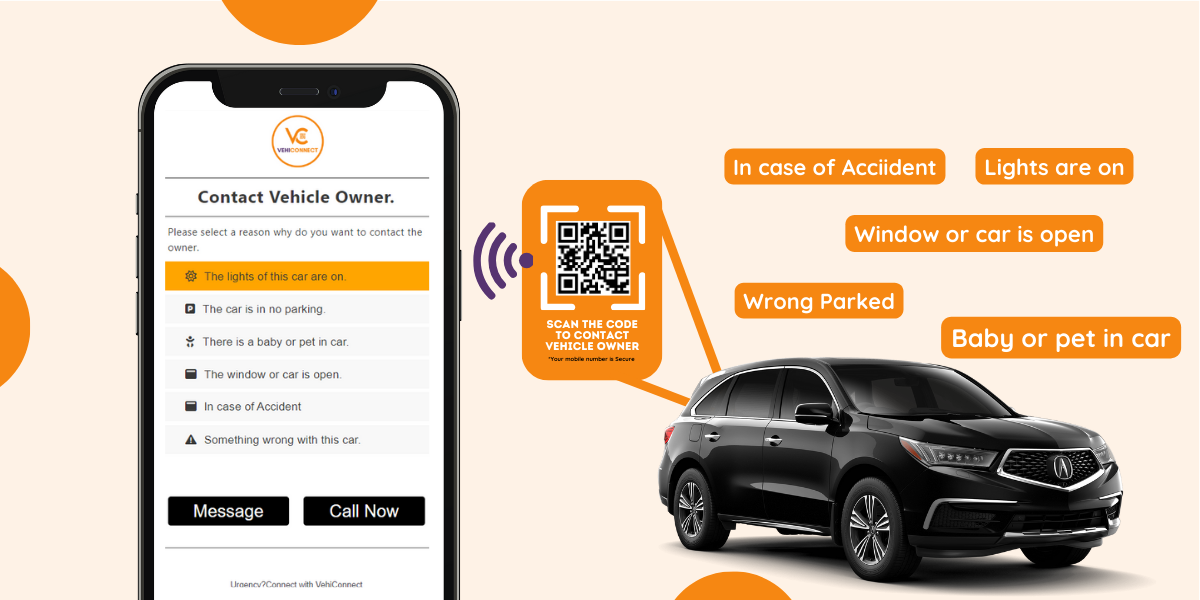 VC
VEHICONNECT
Contact Vehicle Owner.
Please select a reason why do you want to contact the
owner.
The lights of this car are on.
The car is in no parking.
There is a baby or pet in car.
The window or car is open.
In case of Accident
Something wrong with this car.
Message
Call Now
Urgency?Connect with VehiConnect
SCAN THE CODE
TO CONTACT
VEHICLE OWNER
*Your mobile number is Secure
In case of Acciident
Lights are on
Window or car is open
Wrong Parked
Baby or pet in car